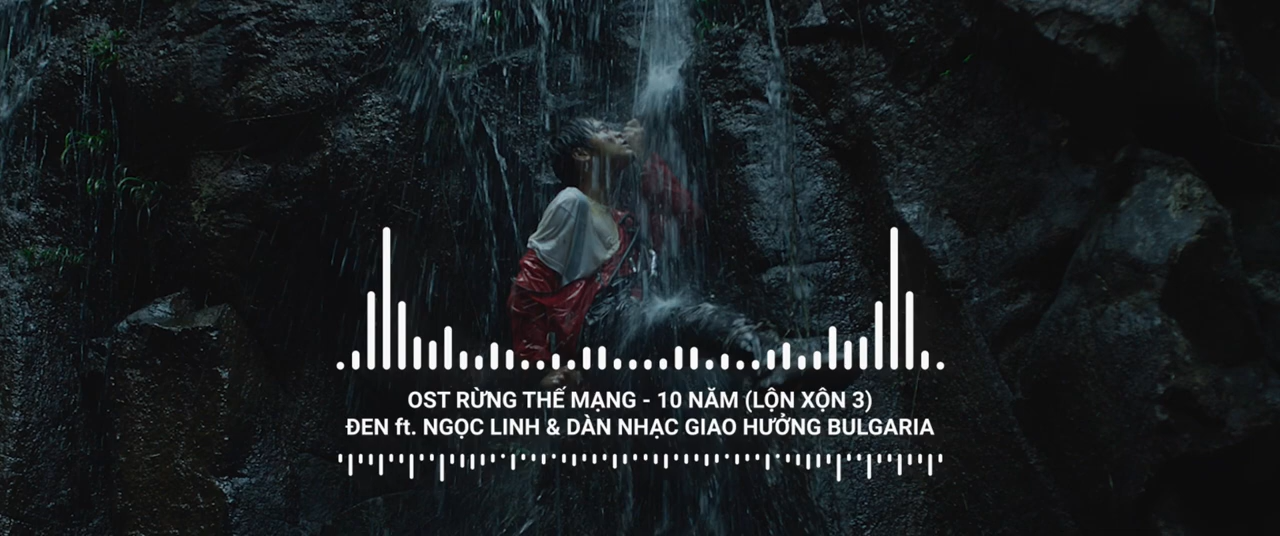 OST RỪNG THẾ MẠNG - 10 NĂM (LỘN XỘN 3)
ĐEN ft. NGỌC LINH & DÀN NHẠC GIAO HƯỞNG BULGARIA